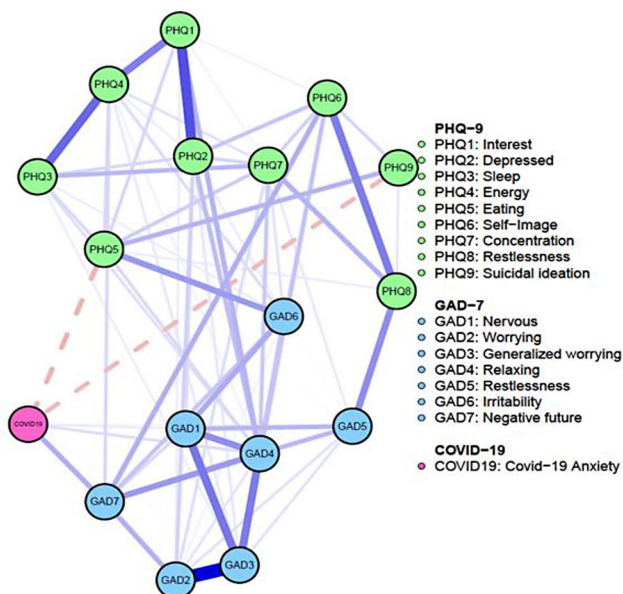 PHQ1
PHQ4
PHQ6
PHQ2
PHQ7
PHQ9
PHQ3
PHQ5
PHQ8
GAD6
COVID19
GAD1
GAD5
GAD4
GAD7
GAD3
GAD2
PHQ-9
PHQ1: Interest
PHQ2: Depressed
PHQ3: Sleep
PHQ4: Energy
PHQ5: Eating
PHQ6: Self-Image
PHQ7: Concentration
PHQ8: Restlessness
PHQ9: Suicidal ideation
GAD-7
GAD1: Nervous
GAD2: Worrying
GAD3: Generalized worrying
GAD4: Relaxing
GAD5: Restlessness
GAD6: Irritability
GAD7: Negative future
COVID-19
COVID19: Covid-19 Anxiety